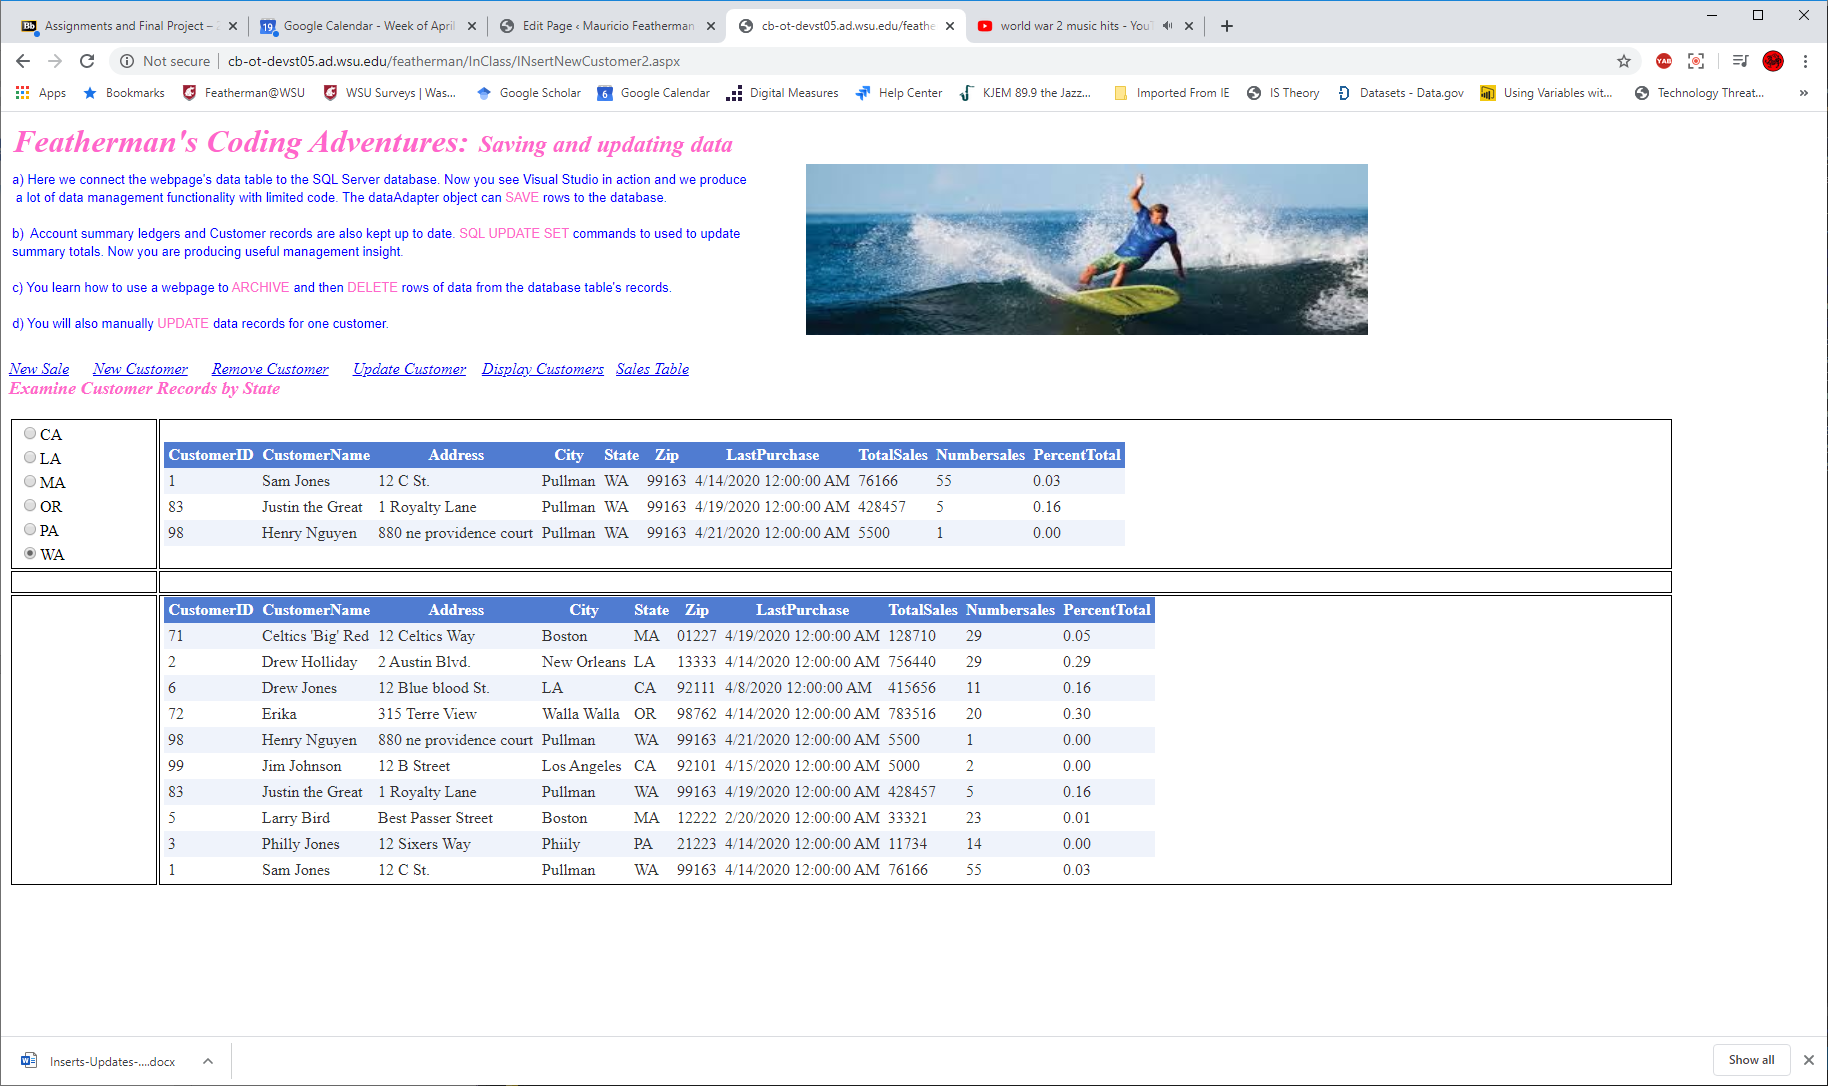 Assignments and Final Project – 2
Google Calendar - Week of April
Edit Page ‹ Mauricio Featherman
cb-ot-devst05.ad.wsu.edu/feathe
world war 2 music hits - YouT
Not secure | cb-ot-devst05.ad.wsu.edu/featherman/InClass/INsertNewCustomer2.aspx
Apps Bookmarks Featherman@WSU WSU Surveys | Was... Google Scholar Google Calendar Digital Measures Help Center KJEM 89.9 the Jazz... Imported From IE IS Theory Datasets - Data.gov Using Variables wit... Technology Threat... »
Featherman's Coding Adventures: Saving and updating data
a) Here we connect the webpage's data table to the SQL Server database. Now you see Visual Studio in action and we produce
a lot of data management functionality with limited code. The dataAdapter object can SAVE rows to the database.
b) Account summary ledgers and Customer records are also kept up to date. SQL UPDATE SET commands to used to update
summary totals. Now you are producing useful management insight.
c) You learn how to use a webpage to ARCHIVE and then DELETE rows of data from the database table's records.
d) You will also manually UPDATE data records for one customer.
New Sale New Customer Remove Customer Update Customer Display Customers Sales Table
Examine Customer Records by State
CA
LA
MA
OR
PA
WA
CustomerID CustomerName Address City State Zip LastPurchase TotalSales Numbersales PercentTotal
1 Sam Jones 12 C St. Pullman WA 99163 4/14/2020 12:00:00 AM 76166 55 0.03
83 Justin the Great 1 Royalty Lane Pullman WA 99163 4/19/2020 12:00:00 AM 428457 5 0.16
98 Henry Nguyen 880 ne providence court Pullman WA 99163 4/21/2020 12:00:00 AM 5500 1 0.00
CustomerID CustomerName Address City State Zip LastPurchase TotalSales Numbersales PercentTotal
71 Celtics 'Big' Red 12 Celtics Way Boston MA 01227 4/19/2020 12:00:00 AM 128710 29 0.05
2 Drew Holliday 2 Austin Blvd. New Orleans LA 13333 4/14/2020 12:00:00 AM 756440 29 0.29
6 Drew Jones 12 Blue blood St. LA CA 92111 4/8/2020 12:00:00 AM 415656 11 0.16
72 Erika 315 Terre View Walla Walla OR 98762 4/14/2020 12:00:00 AM 783516 20 0.30
98 Henry Nguyen 880 ne providence court Pullman WA 99163 4/21/2020 12:00:00 AM 5500 1 0.00
99 Jim Johnson 12 B Street Los Angeles CA 92101 4/15/2020 12:00:00 AM 5000 2 0.00
83 Justin the Great 1 Royalty Lane Pullman WA 99163 4/19/2020 12:00:00 AM 428457 5 0.16
5 Larry Bird Best Passer Street Boston MA 12222 2/20/2020 12:00:00 AM 33321 23 0.01
3 Philly Jones 12 Sixers Way Phiily PA 21223 4/14/2020 12:00:00 AM 11734 14 0.00
1 Sam Jones 12 C St. Pullman WA 99163 4/14/2020 12:00:00 AM 76166 55 0.03
Inserts-Updates-....docx
Show all